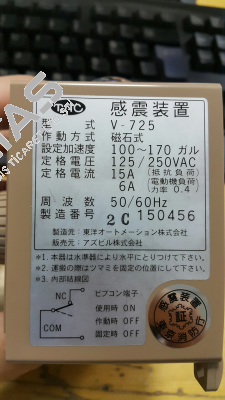 TATC 感震装置
型式 V-725
作動方式 磁石式
設定加速度 100～170 ガル
定格電圧 125/250VAC
定格電流 15A (抵抗負荷)
6A (電動機負荷 力率 0.4)
周波数 50/60Hz
製造番号 2C 150456
製造元：東洋オートメーション株式会社
販売元：アズビル株式会社
*1. 本器は水準器により水平にとりつけて下さい。
*2. 運搬の際はツマミを固定の位置にして下さい。
*3. 内部結線図
NC
COM
ピブコン端子
使用時 ON
作動時 OFF
固定時 OFF
感震装置
証